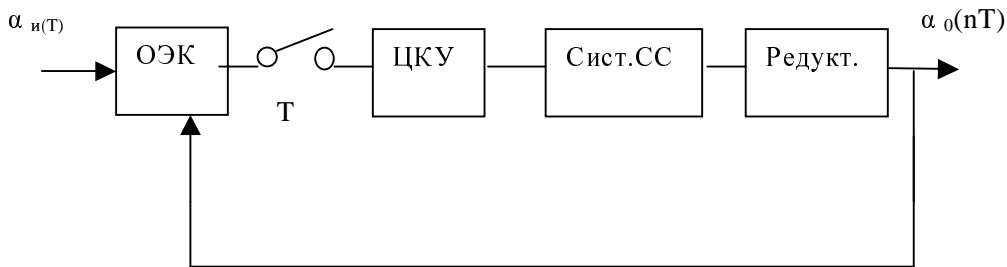 α и(T)
α 0(nT)
ОЭК
ЦКУ
Сист.СС
Редукт.
T